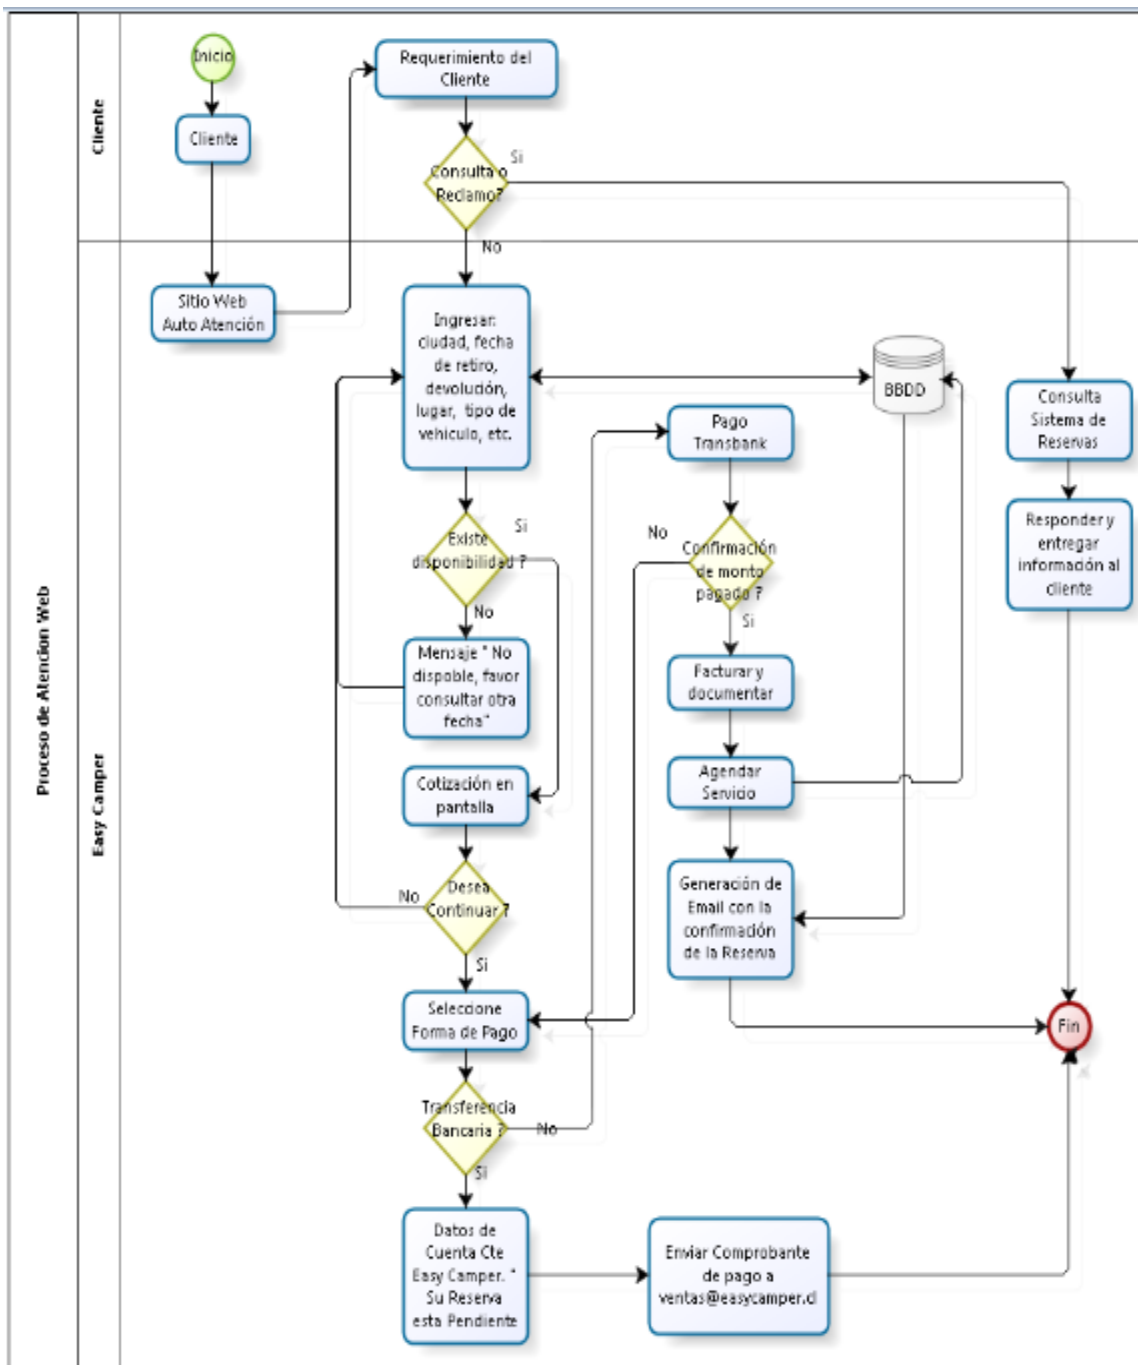 Proceso de Atencion Web
Cliente
Easy Camper
Inicio
Cliente
Sitio Web
Auto Atención
Requerimiento del
Cliente
Consulta o
Reclamo?
Si
No
Ingresar:
ciudad, fecha
de retiro,
devolución,
lugar, tipo de
vehiculo, etc.
BBDD
Existe
disponibilidad ?
Si
No
Mensaje " No
dispoble, favor
consultar otra
fecha"
Cotización en
pantalla
Desea
Continuar ?
No
Si
Seleccione
Forma de Pago
Transferencia
Bancaria ?
No
Si
Datos de
Cuenta Cte
Easy Camper. "
Su Reserva
esta Pendiente
Enviar Comprobante
de pago a
ventas@easycamper.cl
Pago
Transbank
Confirmación
de monto
pagado ?
No
Si
Facturar y
documentar
Agendar
Servicio
Generación de
Email con la
confirmación
de la Reserva
Consulta
Sistema de
Reservas
Responder y
entregar
información al
cliente
Fin